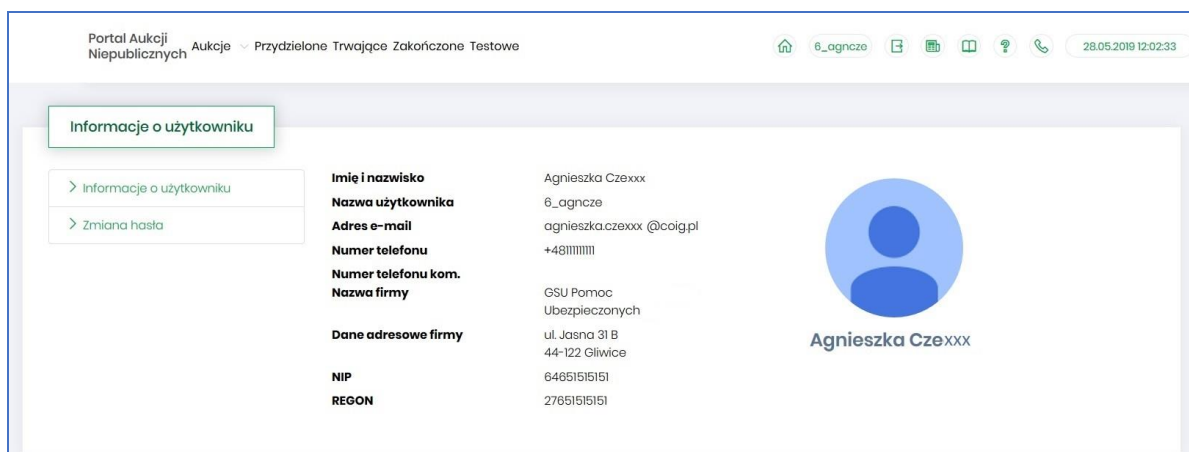 Portal Aukcji
Niepublicznych Aukcje Przydzielone Trwające Zakończone Testowe 6_agncze 28.05.2019 12:02:33
Informacje o użytkowniku
Informacje o użytkowniku
Zmiana hasła
Imię i nazwisko Agnieszka Czexxx
Nazwa użytkownika 6_agncze
Adres e-mail agnieszka.czexxx @coig.pl
Numer telefonu +48111111111
Numer telefonu kom.
Nazwa firmy GSU Pomoc
Ubezpieczonych
Dane adresowe firmy ul. Jasna 31 B
44-122 Gliwice
NIP 64651515151
REGON 27651515151
Agnieszka Czexxx